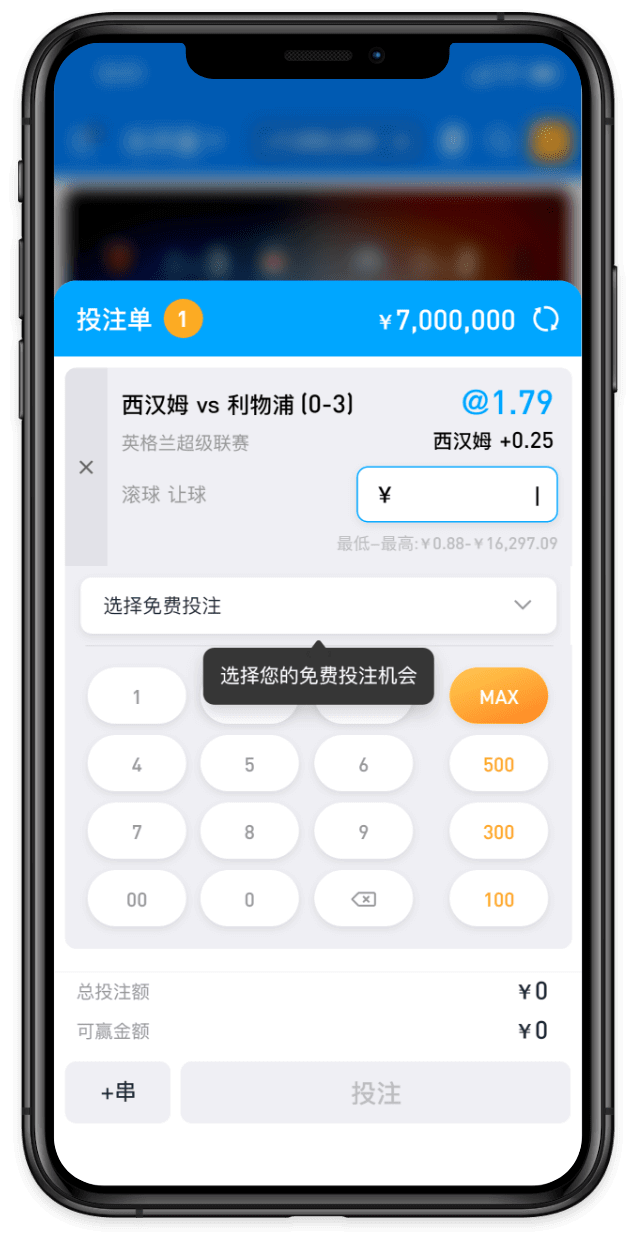 投注单 1 ¥7,000,000
西汉姆 vs 利物浦 (0-3) @1.79
英格兰超级联赛 西汉姆 +0.25
× 滚球 让球 ¥
最低–最高:¥0.88-¥16,297.09
选择免费投注
选择您的免费投注机会
1 MAX
4 5 6 500
7 8 9 300
00 0 100
总投注额 ¥0
可赢金额 ¥0
+串 投注